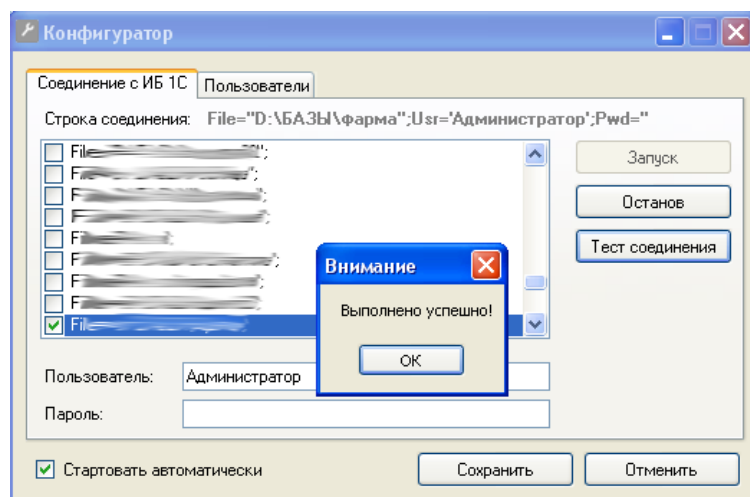 Конфигуратор
Соединение с ИБ 1С
Пользователи
Строка соединения: File="D:\БАЗЫ\фарма";Usr='Администратор';Pwd=''
File
Запуск
Останов
Тест соединения
Внимание
Выполнено успешно!
OK
Пользователь: Администратор
Пароль:
Стартовать автоматически
Сохранить
Отменить